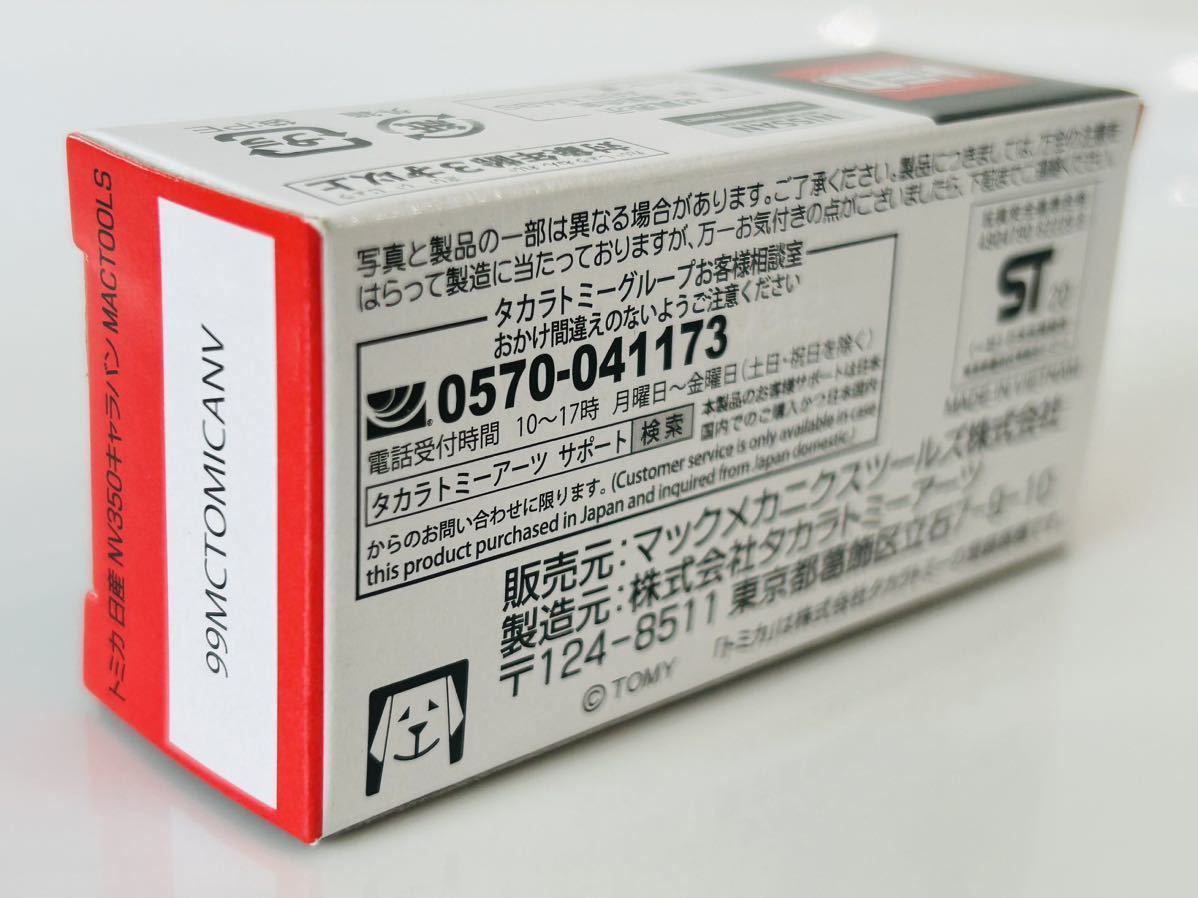 トミカ 日産 NV350キャラバン MACTOOLS
99MCTOMICANV
対象年齢3才以上
NISSAN
写真と製品の一部は異なる場合があります。ご了承ください。製品につきましては、万全の注意を
はらって製造に当たっておりますが、万一お気付きの点がございましたら、下記までご連絡ください。
タカラトミーグループお客様相談室
おかけ間違えのないようご注意ください
0570-041173
電話受付時間 10～17時 月曜日～金曜日(土日・祝日を除く)
タカラトミーアーツ サポート 検索
本製品のお客様サポートは日本
国内でのご購入かつ日本国内
からのお問い合わせに限ります。(Customer service is only available in case
this product purchased in Japan and inquired from Japan domestic.)
ST
MADE IN VIETNAM
販売元:マックメカニクスツールズ株式会社
製造元:株式会社タカラトミーアーツ
〒124-8511 東京都葛飾区立石7-9-10
© TOMY 「トミカ」は株式会社タカラトミーの登録商標です。